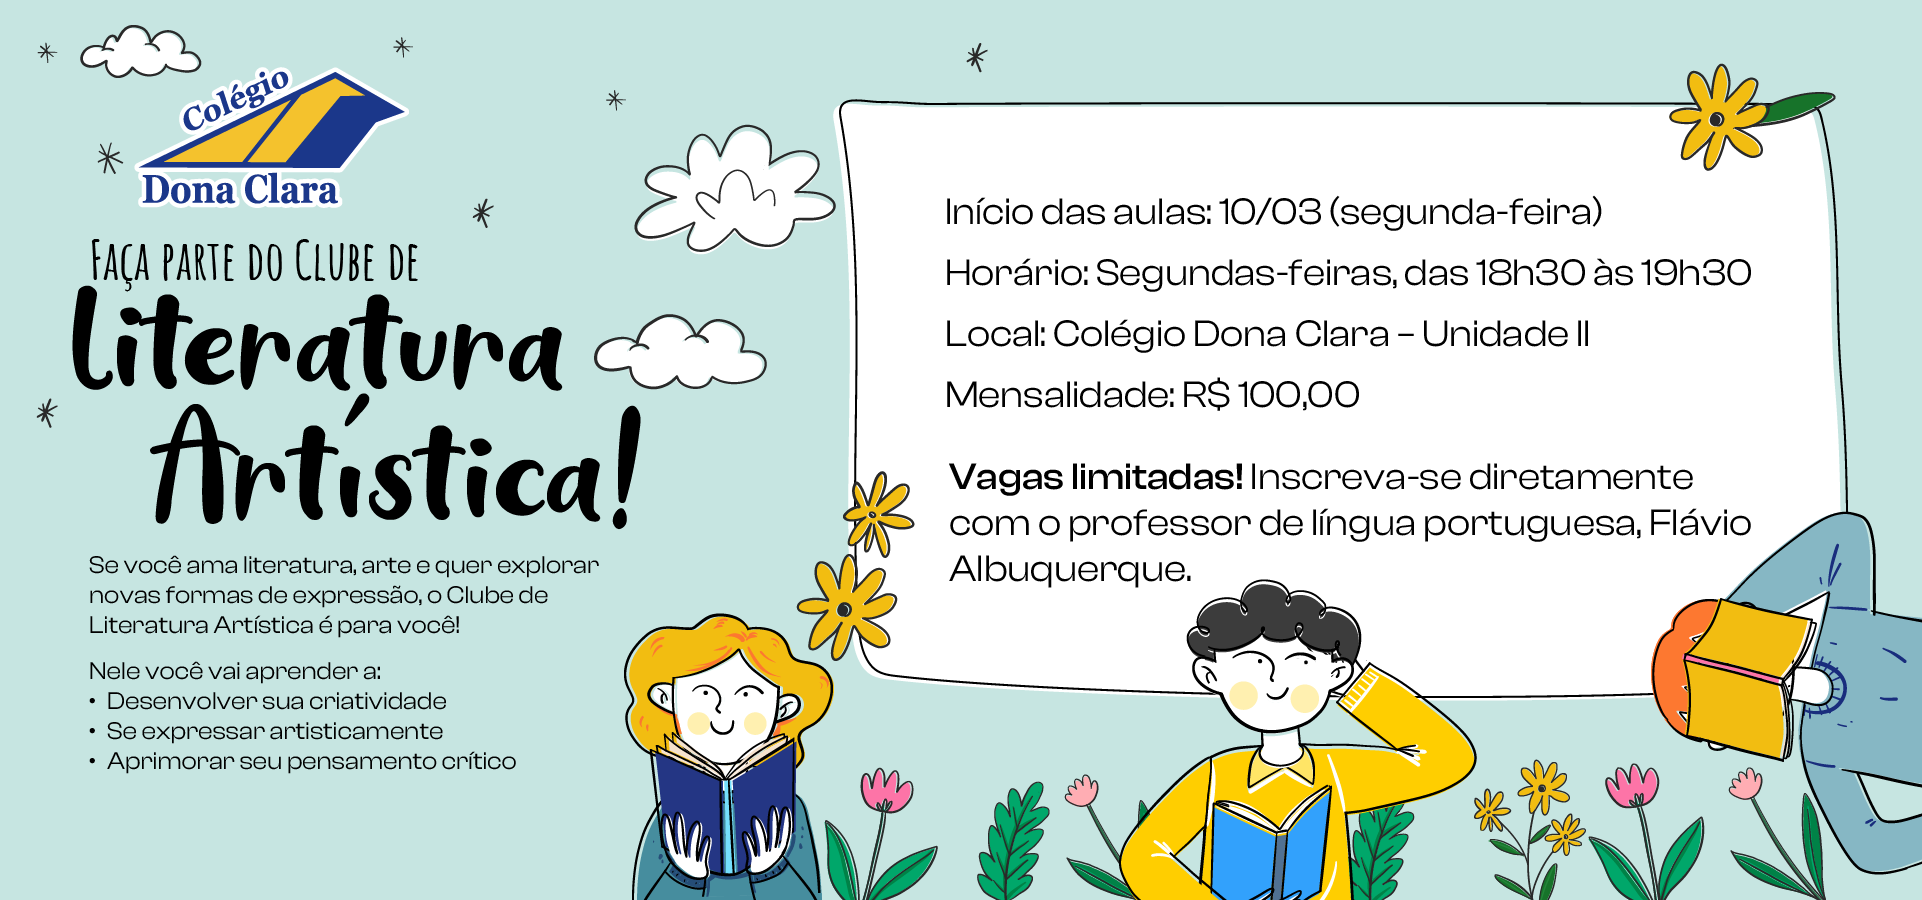 Colégio
Dona Clara
Faça parte do Clube de
Literatura
Artística!
Se você ama literatura, arte e quer explorar
novas formas de expressão, o Clube de
Literatura Artística é para você!
Nele você vai aprender a:
• Desenvolver sua criatividade
• Se expressar artisticamente
• Aprimorar seu pensamento crítico
Início das aulas: 10/03 (segunda-feira)
Horário: Segundas-feiras, das 18h30 às 19h30
Local: Colégio Dona Clara – Unidade II
Mensalidade: R$ 100,00
Vagas limitadas! Inscreva-se diretamente
com o professor de língua portuguesa, Flávio
Albuquerque.